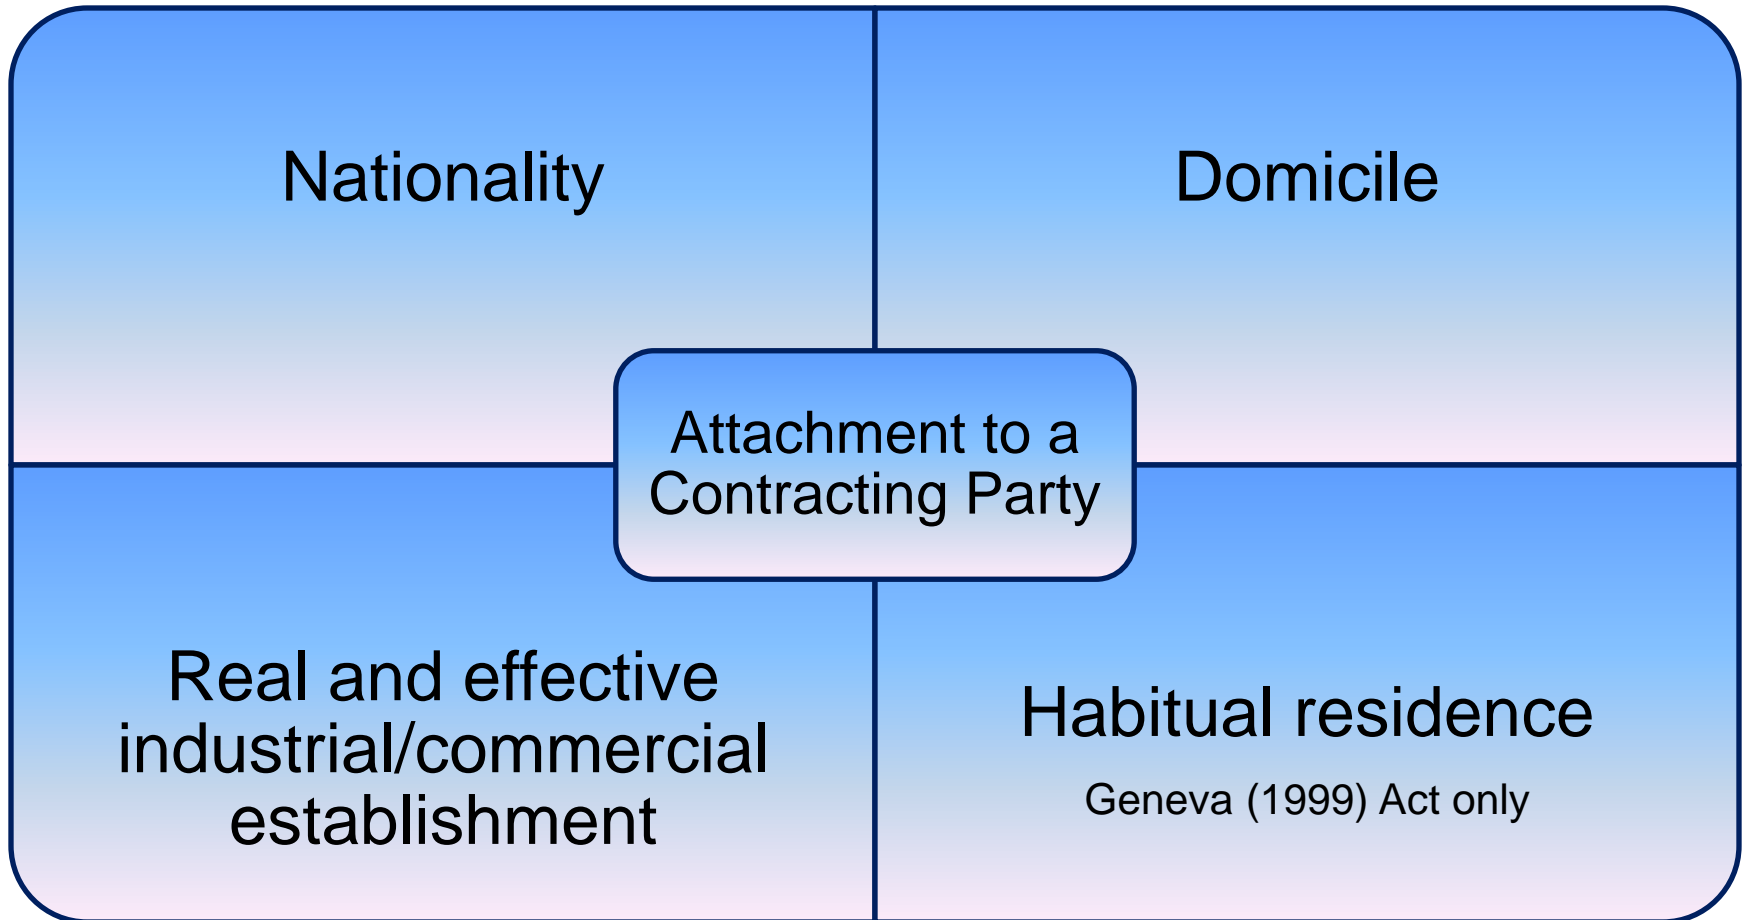 Nationality
Domicile
Attachment to a
Contracting Party
Real and effective
industrial/commercial
establishment
Habitual residence
Geneva (1999) Act only